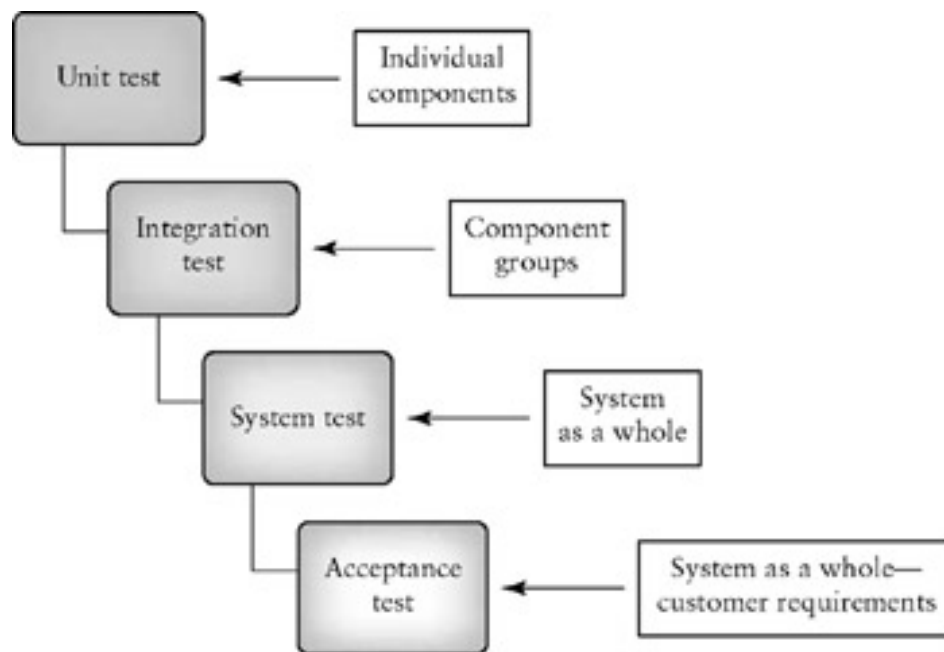 Unit test
Individual
components
Integration
test
Component
groups
System test
System
as a whole
Acceptance
test
System as a whole—
customer requirements